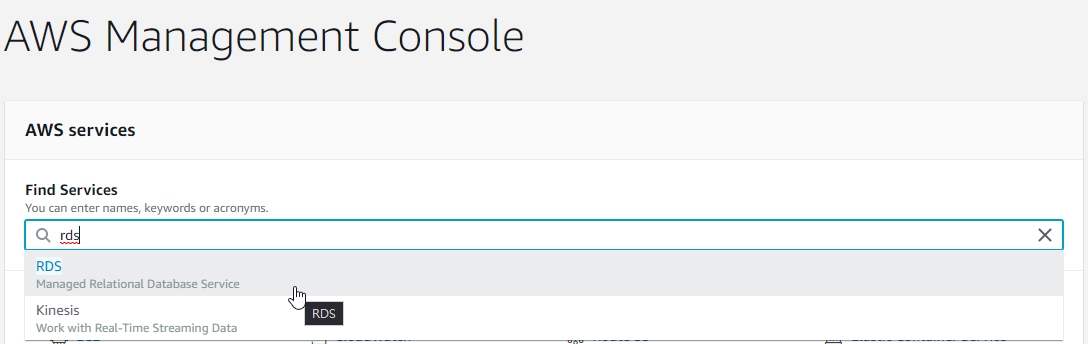 AWS Management Console
AWS services
Find Services
You can enter names, keywords or acronyms.
rds
RDS
Managed Relational Database Service
Kinesis
RDS
Work with Real-Time Streaming Data